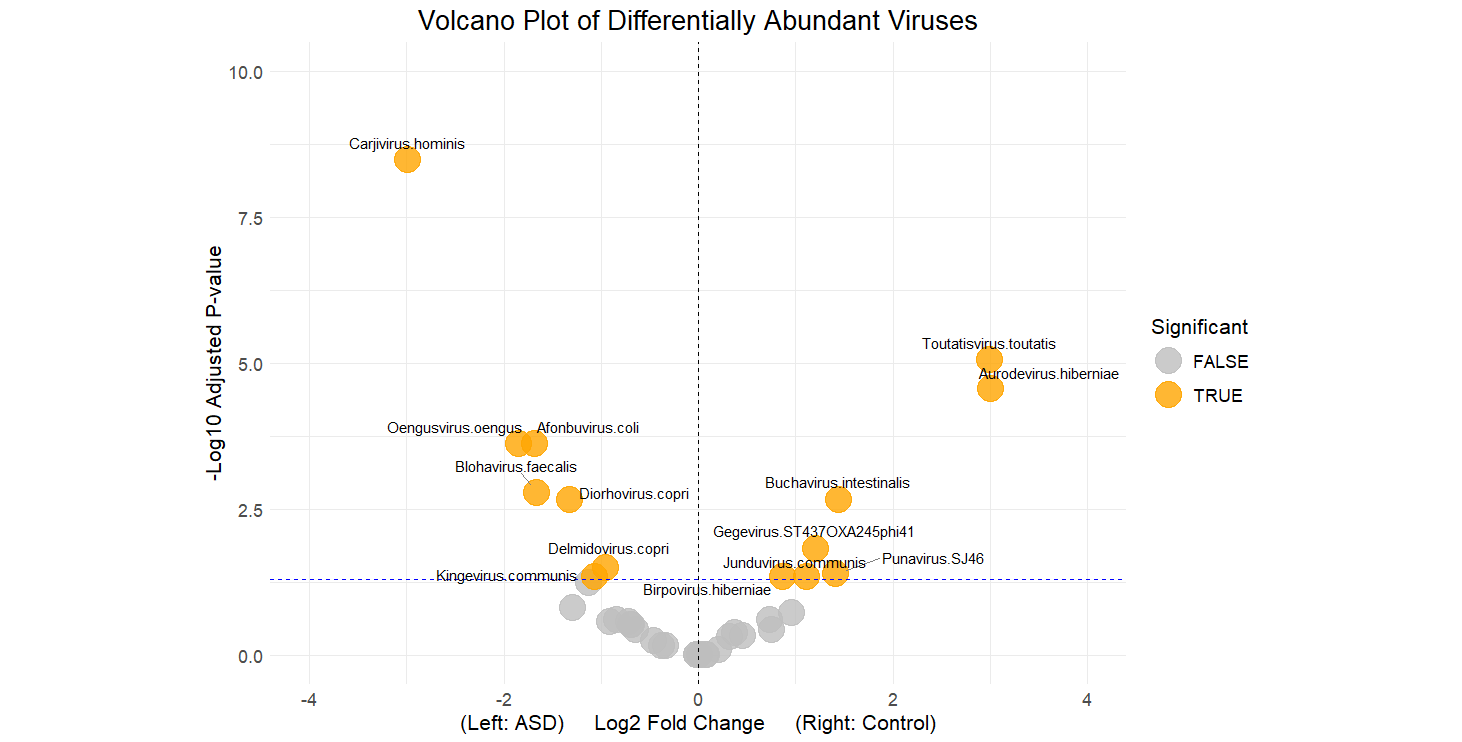 Volcano Plot of Differentially Abundant Viruses
10.0
Carjivirus.hominis
7.5
-Log10 Adjusted P-value
Toutatisvirus.toutatis
5.0
Aurodevirus.hiberniae
Significant
FALSE
TRUE
Oengusvirus.oengus
Afonbuvirus.coli
Blohavirus.faecalis
Diorhovirus.copri
Buchavirus.intestinalis
2.5
Gegevirus.ST437OXA245phi41
Delmidovirus.copri
Junduvirus.communis
Punavirus.SJ46
Kingevirus.communis
Birpovirus.hiberniae
0.0
-4 -2 0 2 4
(Left: ASD) Log2 Fold Change (Right: Control)